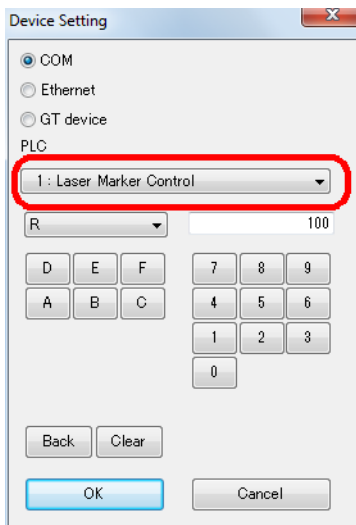 Device Setting
COM
Ethernet
GT device
PLC
1 : Laser Marker Control
R 100
D E F 7 8 9
A B C 4 5 6
1 2 3
0
Back Clear
OK Cancel